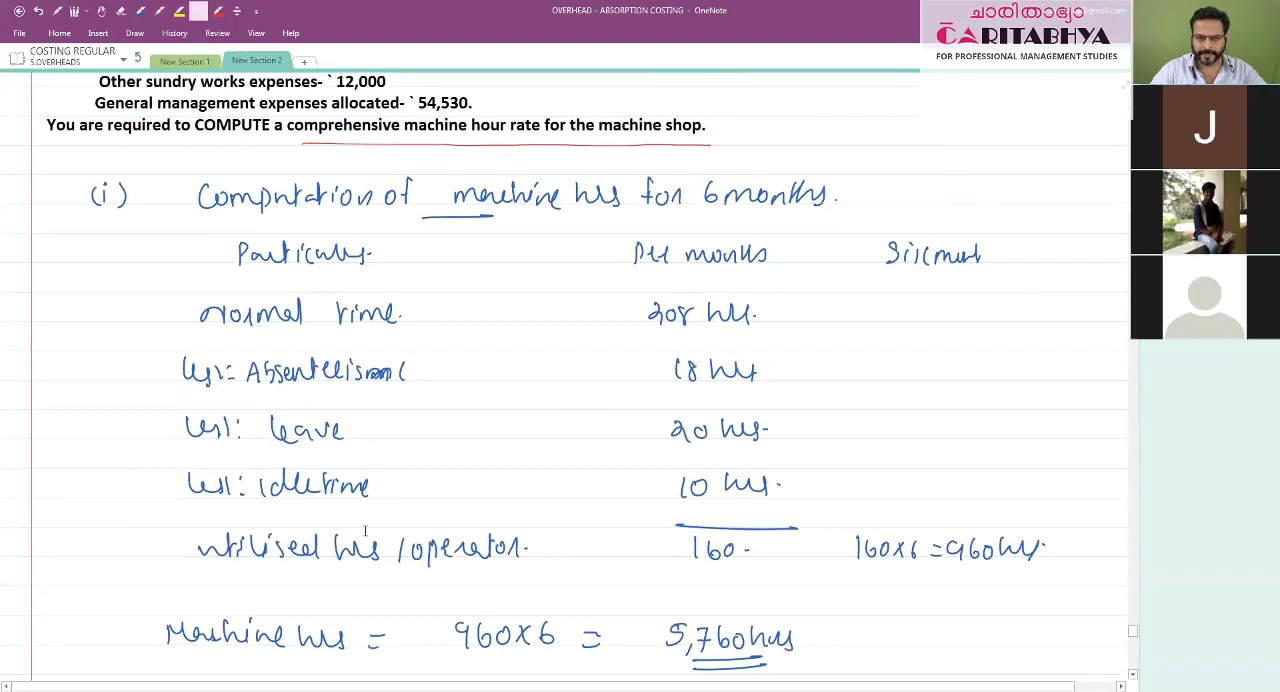 OVERHEAD – ABSORPTION COSTING - OneNote
@gmail.com
File Home Insert Draw History Review View Help
ചാരിതാഭ്യാ
CARITABHYA
FOR PROFESSIONAL MANAGEMENT STUDIES
COSTING REGULAR
5.OVERHEADS
5
New Section 1
New Section 2
+
Other sundry works expenses- ` 12,000
General management expenses allocated- ` 54,530.
You are required to COMPUTE a comprehensive machine hour rate for the machine shop.
(i) Computation of machine hrs for 6 months.
Particulars Per months
normal time. 208 hrs.
Less: 18 hrs
Less: leave 20 hrs.
Less: idle time 10 hrs.
utilised hrs / operator. 160. 160x6 = 960 hrs.
Machine hrs = 960x6 = 5,760 hrs
J